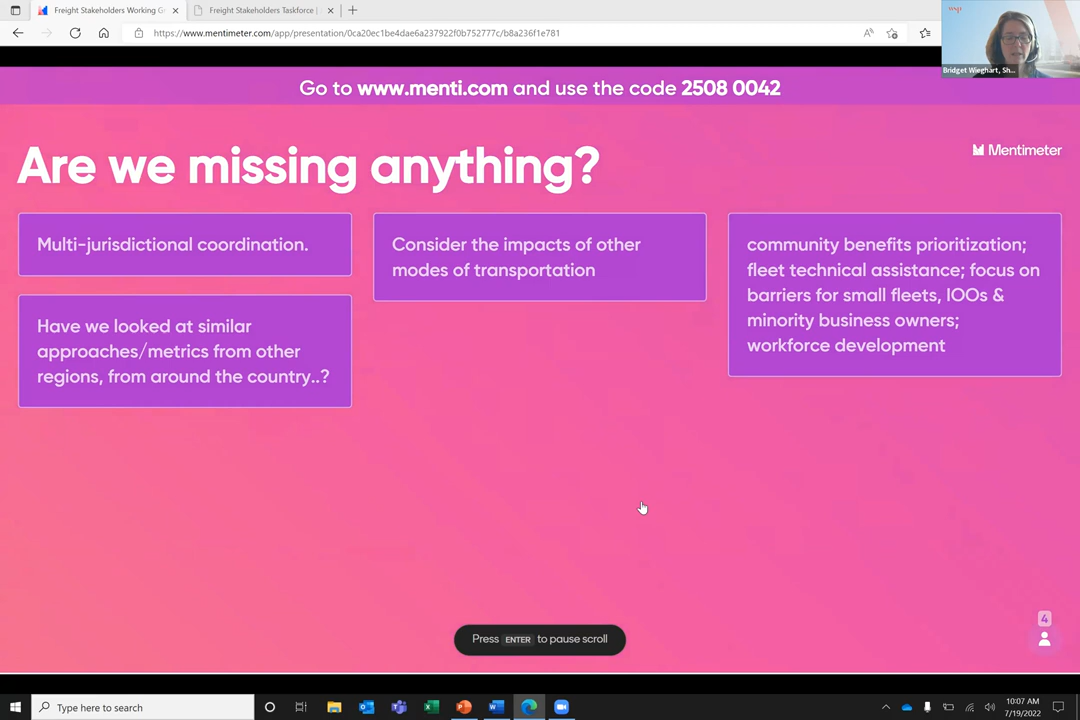 Freight Stakeholders Working G
Freight Stakeholders Taskforce |
https://www.mentimeter.com/app/presentation/0ca20ec1be4dae6a237922f0b752777c/b8a236f1e781
wsp
Bridget Wieghart, Sh...
Go to www.menti.com and use the code 2508 0042
Are we missing anything?
Mentimeter
Multi-jurisdictional coordination.
Have we looked at similar
approaches/metrics from other
regions, from around the country..?
Consider the impacts of other
modes of transportation
community benefits prioritization;
fleet technical assistance; focus on
barriers for small fleets, IOOs &
minority business owners;
workforce development
4
Press ENTER to pause scroll
Type here to search
10:07 AM
7/19/2022